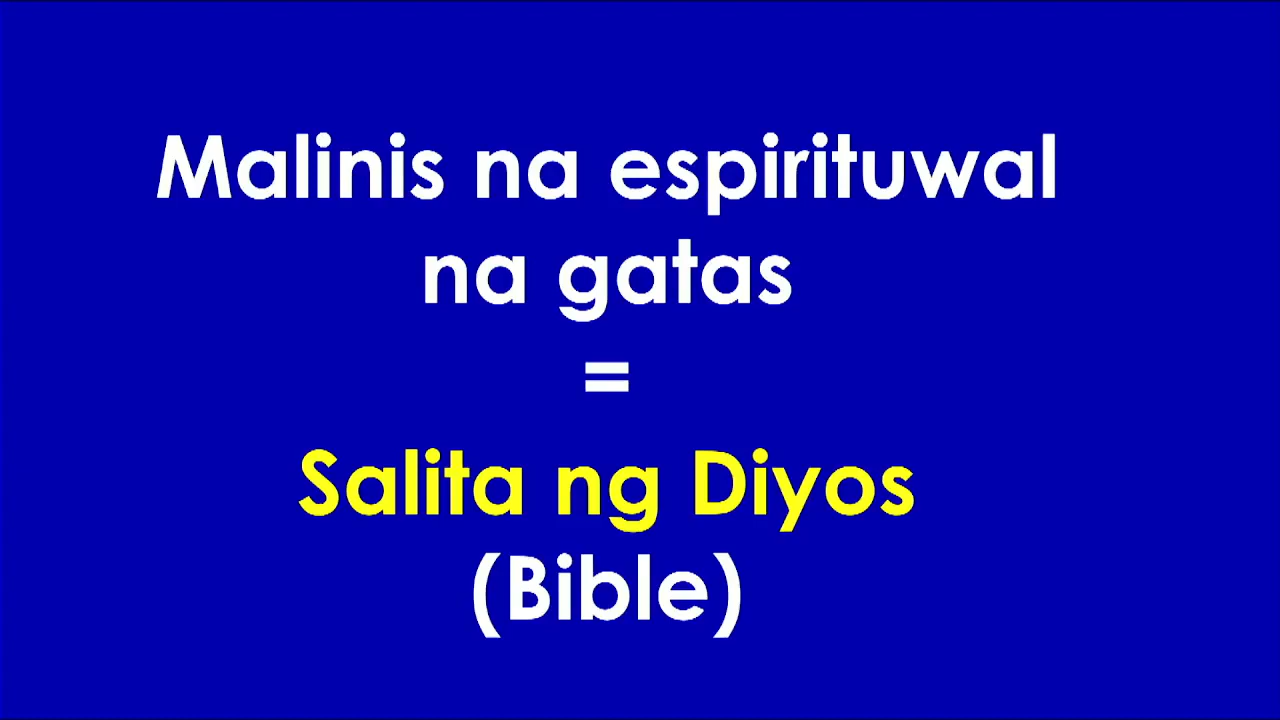 Malinis na espirituwal
na gatas
=
Salita ng Diyos
(Bible)